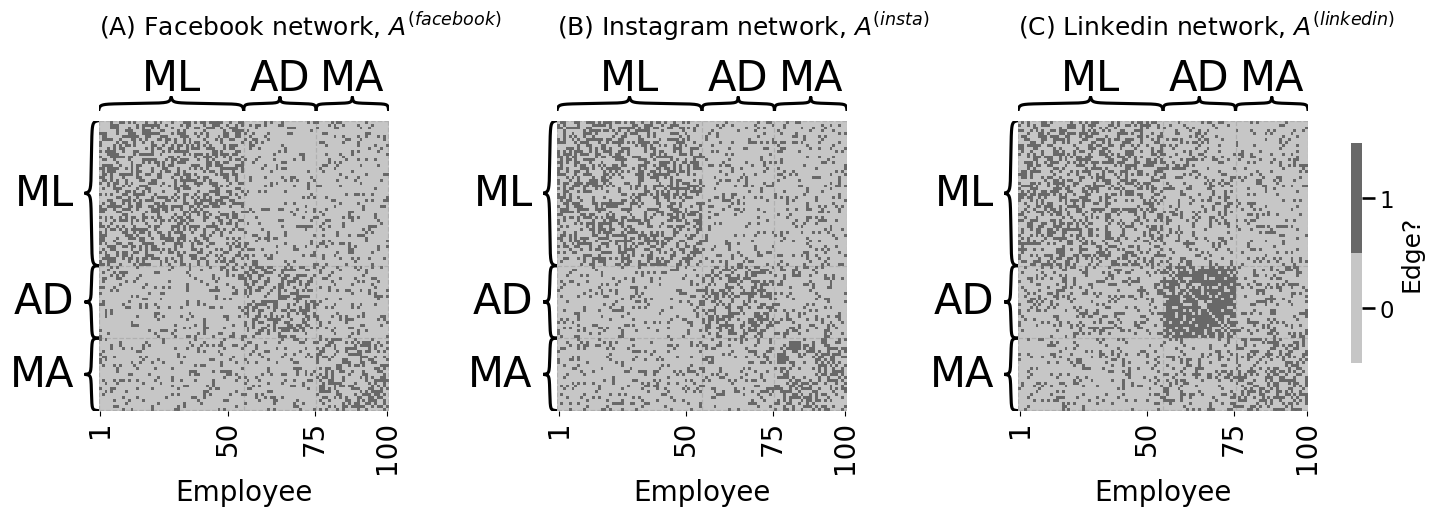 (A) Facebook network, A^(facebook)
(B) Instagram network, A^(insta)
(C) Linkedin network, A^(linkedin)
ML AD MA
ML AD MA
ML AD MA
ML
AD
MA
ML
AD
MA
ML
AD
MA
1 50 75 100
1 50 75 100
1 50 75 100
Employee
Employee
Employee
1
0
Edge?